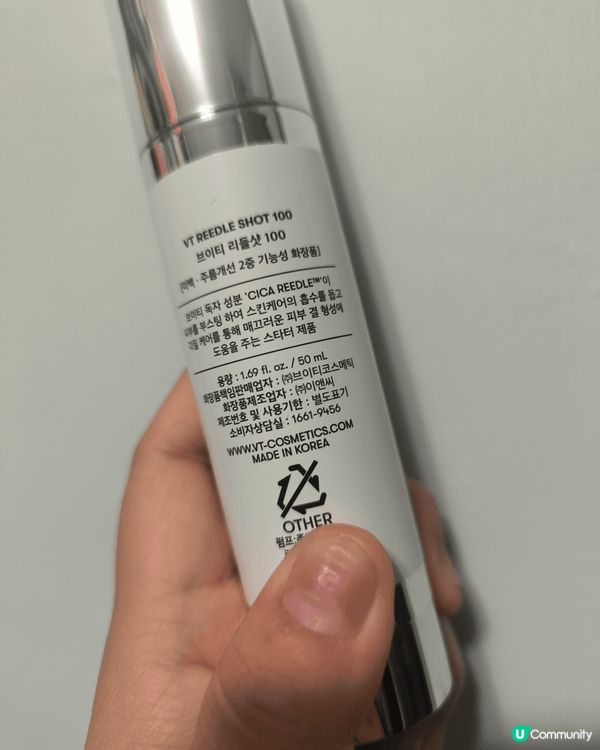 VT REEDLE SHOT 100
브이티 리들샷 100
[미백 · 주름개선 2중 기능성 화장품]
브이티 독자 성분 'CICA REEDLE™'이
피부를 부스팅 하여 스킨케어의 흡수를 돕고
각질 케어를 통해 매끄러운 피부 결 형성에
도움을 주는 스타터 제품
용량 : 1.69 fl. oz. / 50 mL
화장품책임판매업자 : ㈜브이티코스메틱
화장품제조업자 : ㈜이앤씨
제조번호 및 사용기한 : 별도표기
소비자상담실 : 1661-9456
WWW.VT-COSMETICS.COM
MADE IN KOREA
OTHER
펌프:
U Community